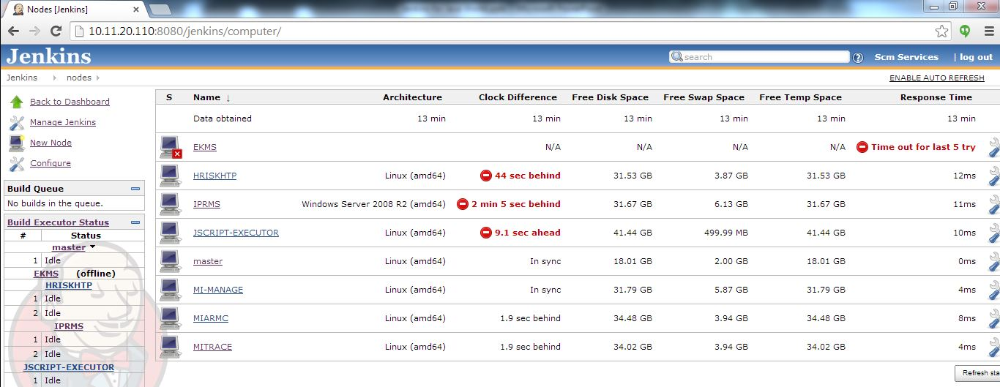 Nodes [Jenkins]
10.11.20.110:8080/jenkins/computer/
Jenkins
search
Scm Services
| log out
Jenkins nodes
ENABLE AUTO REFRESH
Back to Dashboard
Manage Jenkins
New Node
Configure
Build Queue
No builds in the queue.
Build Executor Status
# Status
master
1 Idle
EKMS (offline)
HRISKHTP
1 Idle
2 Idle
IPRMS
1 Idle
2 Idle
JSCRIPT-EXECUTOR
1 Idle
S Name ↓ Architecture Clock Difference Free Disk Space Free Swap Space Free Temp Space Response Time
Data obtained 13 min 13 min 13 min 13 min 13 min 13 min
EKMS N/A N/A N/A N/A Time out for last 5 try
HRISKHTP Linux (amd64) 44 sec behind 31.53 GB 3.87 GB 31.53 GB 12ms
IPRMS Windows Server 2008 R2 (amd64) 2 min 5 sec behind 31.67 GB 6.13 GB 31.67 GB 11ms
JSCRIPT-EXECUTOR Linux (amd64) 9.1 sec ahead 41.44 GB 499.99 MB 41.44 GB 10ms
master Linux (amd64) In sync 18.01 GB 2.00 GB 18.01 GB 0ms
MI-MANAGE Linux (amd64) In sync 31.79 GB 5.87 GB 31.79 GB 4ms
MIARMC Linux (amd64) 1.9 sec behind 34.48 GB 3.94 GB 34.48 GB 8ms
MITRACE Linux (amd64) 1.9 sec behind 34.02 GB 3.94 GB 34.02 GB 4ms
Refresh sta